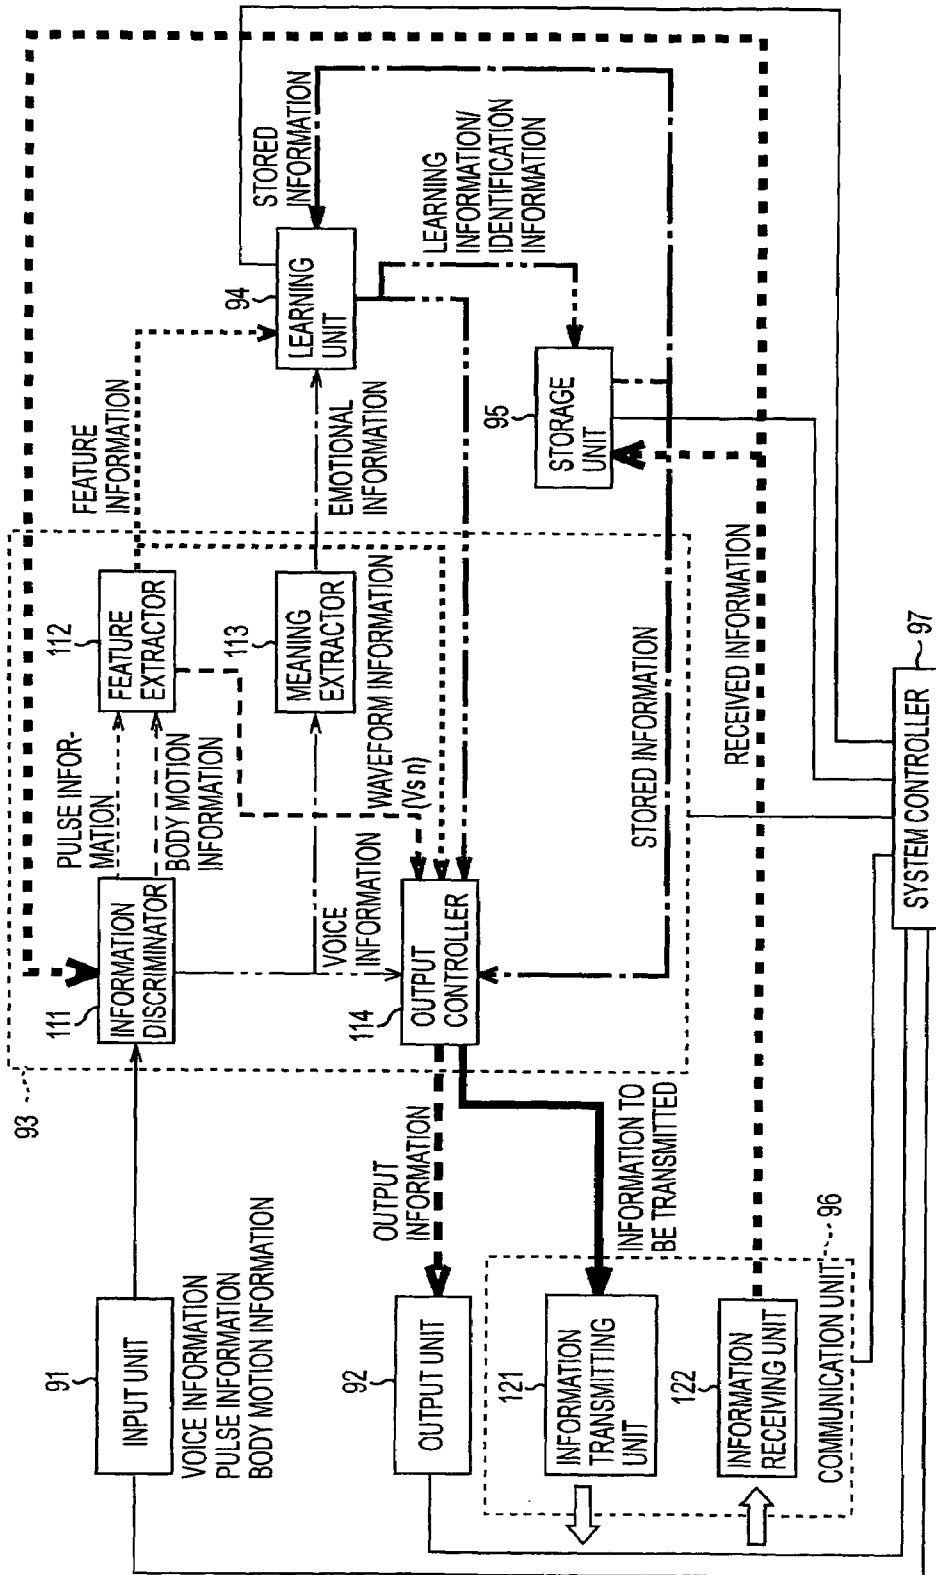 91
INPUT UNIT
VOICE INFORMATION
PULSE INFORMATION
BODY MOTION INFORMATION
92
OUTPUT UNIT
OUTPUT
INFORMATION
121
INFORMATION
TRANSMITTING
UNIT
INFORMATION TO
BE TRANSMITTED
122
INFORMATION
RECEIVING UNIT
COMMUNICATION UNIT
96
93
111
INFORMATION
DISCRIMINATOR
PULSE INFOR-
MATION
BODY MOTION
INFORMATION
112
FEATURE
EXTRACTOR
FEATURE
INFORMATION
VOICE
INFORMATION
113
MEANING
EXTRACTOR
EMOTIONAL
INFORMATION
WAVEFORM INFORMATION
(Vs n)
114
OUTPUT
CONTROLLER
94
LEARNING
UNIT
STORED
INFORMATION
LEARNING
INFORMATION/
IDENTIFICATION
INFORMATION
95
STORAGE
UNIT
STORED INFORMATION
RECEIVED INFORMATION
SYSTEM CONTROLLER
97